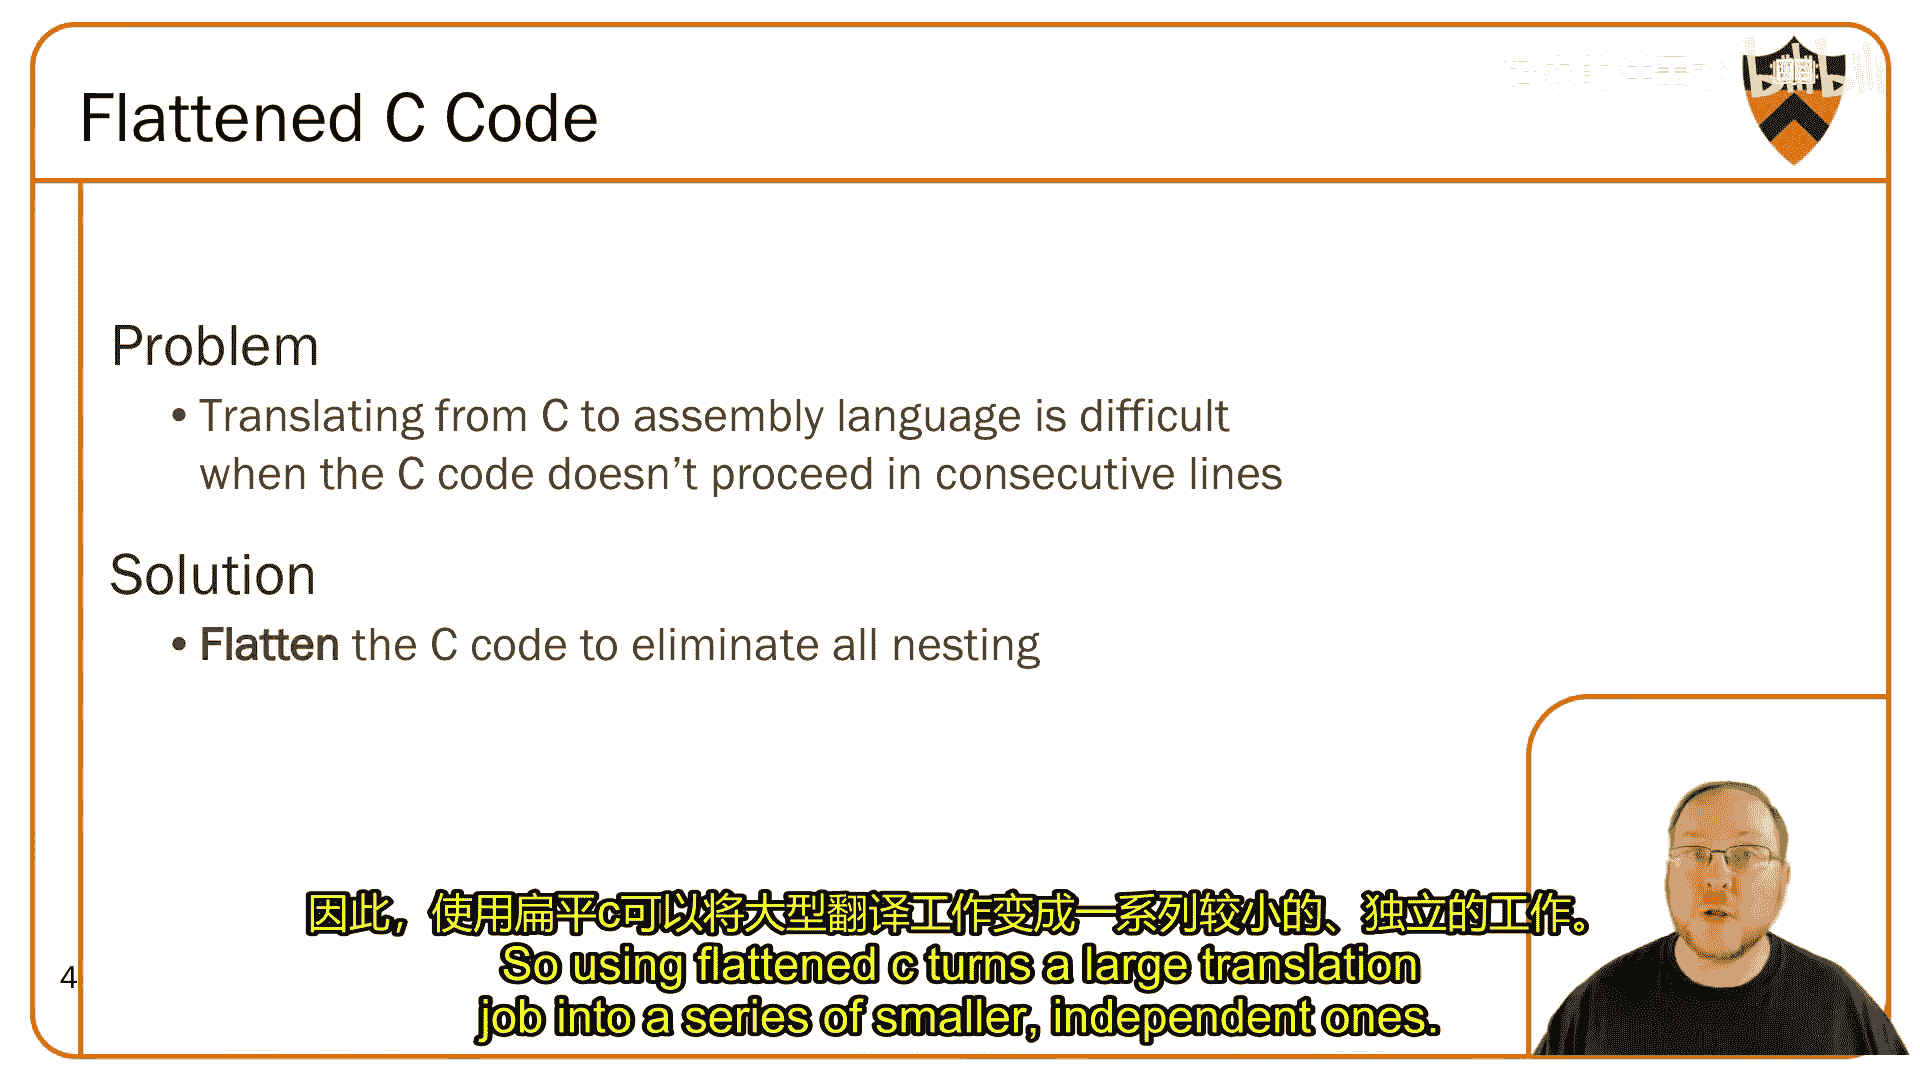 Flattened C Code
Problem
• Translating from C to assembly language is difficult
when the C code doesn’t proceed in consecutive lines
Solution
• Flatten the C code to eliminate all nesting
因此，使用扁平c可以将大型翻译工作变成一系列较小的、独立的工作。
So using flattened c turns a large translation
job into a series of smaller, independent ones.
4